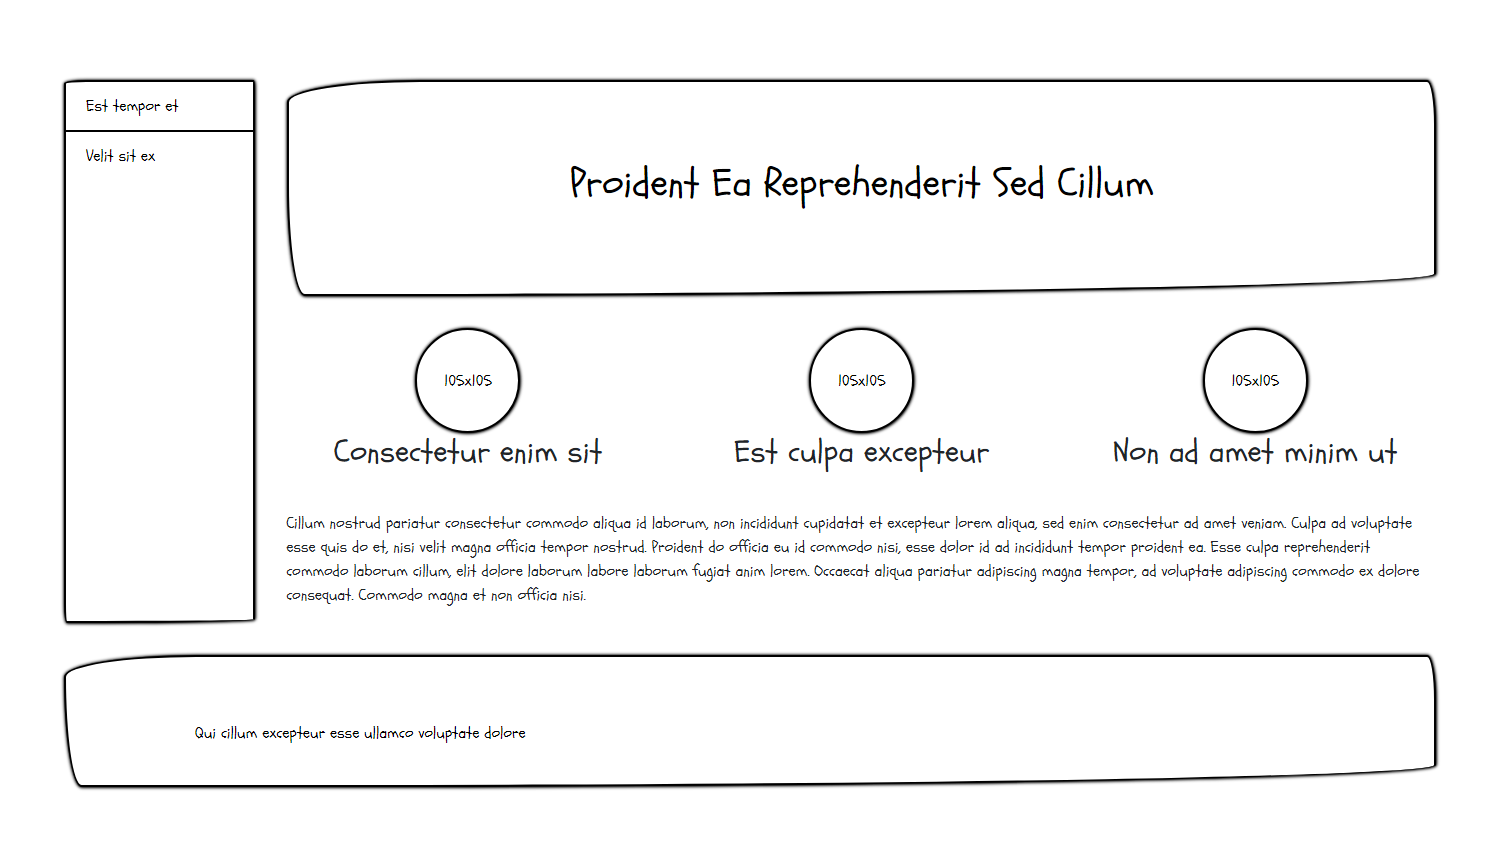 Est tempor et
Velit sit ex
Proident Ea Reprehenderit Sed Cillum
105x105
Consectetur enim sit
105x105
Est culpa excepteur
105x105
Non ad amet minim ut
Cillum nostrud pariatur consectetur commodo aliqua id laborum, non incididunt cupidatat et excepteur lorem aliqua, sed enim consectetur ad amet veniam. Culpa ad voluptate
esse quis do et, nisi velit magna officia tempor nostrud. Proident do officia eu id commodo nisi, esse dolor id ad incididunt tempor proident ea. Esse culpa reprehenderit
commodo laborum cillum, elit dolore laborum labore laborum fugiat anim lorem. Occaecat aliqua pariatur adipiscing magna tempor, ad voluptate adipiscing commodo ex dolore
consequat. Commodo magna et non officia nisi.
Qui cillum excepteur esse ullamco voluptate dolore